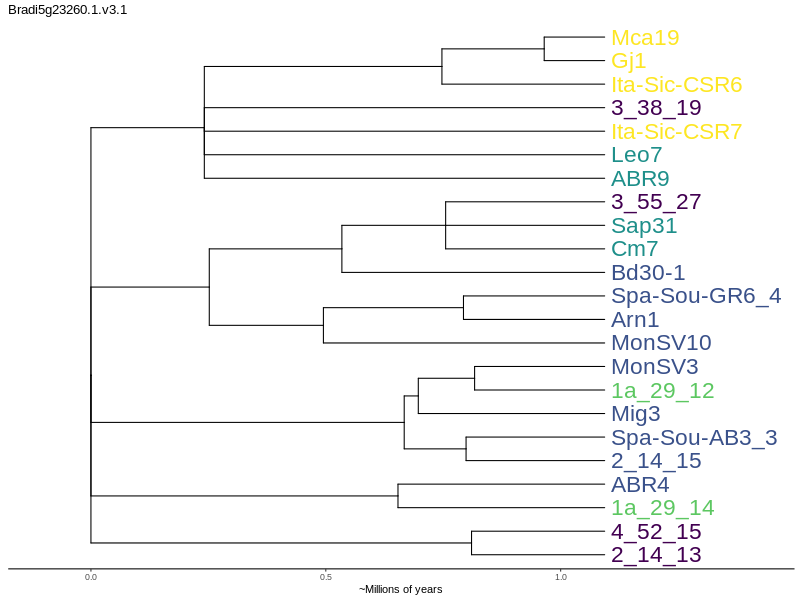 Bradi5g23260.1.v3.1
Mca19
Gj1
Ita-Sic-CSR6
3_38_19
Ita-Sic-CSR7
Leo7
ABR9
3_55_27
Sap31
Cm7
Bd30-1
Spa-Sou-GR6_4
Arn1
MonSV10
MonSV3
1a_29_12
Mig3
Spa-Sou-AB3_3
2_14_15
ABR4
1a_29_14
4_52_15
2_14_13
0.0 0.5 1.0
~Millions of years